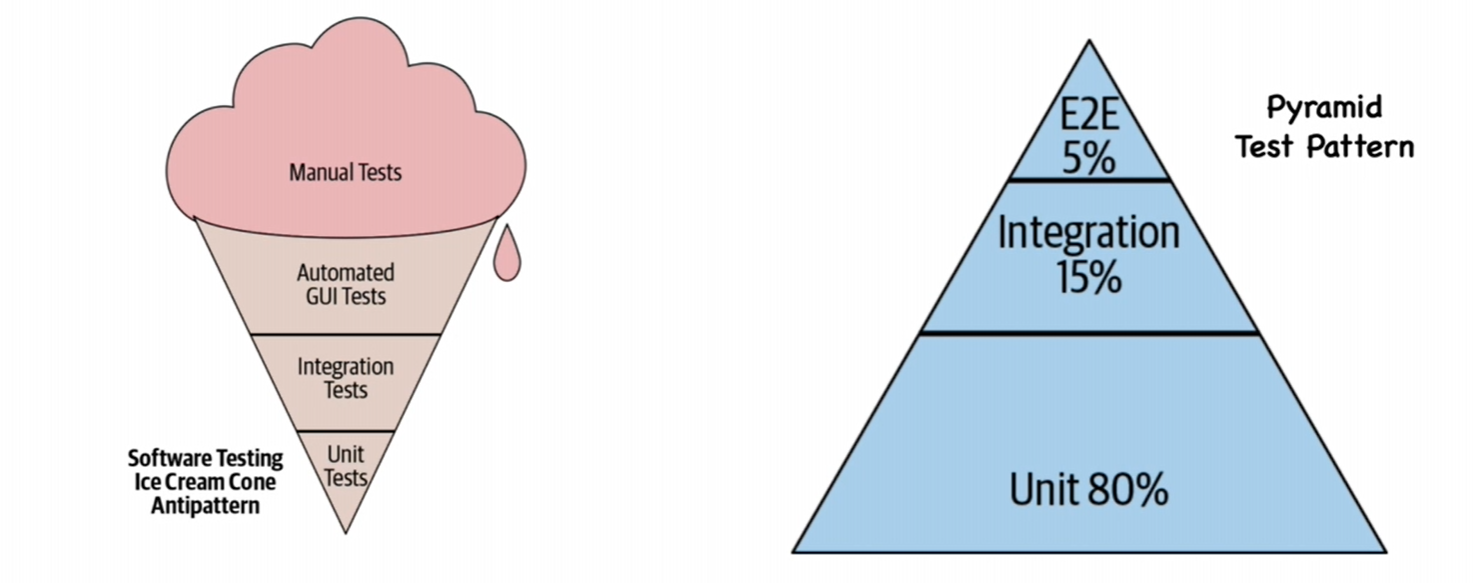 Manual Tests
Automated
GUI Tests
Integration
Tests
Unit
Tests
Software Testing
Ice Cream Cone
Antipattern
E2E
5%
Integration
15%
Unit 80%
Pyramid
Test Pattern